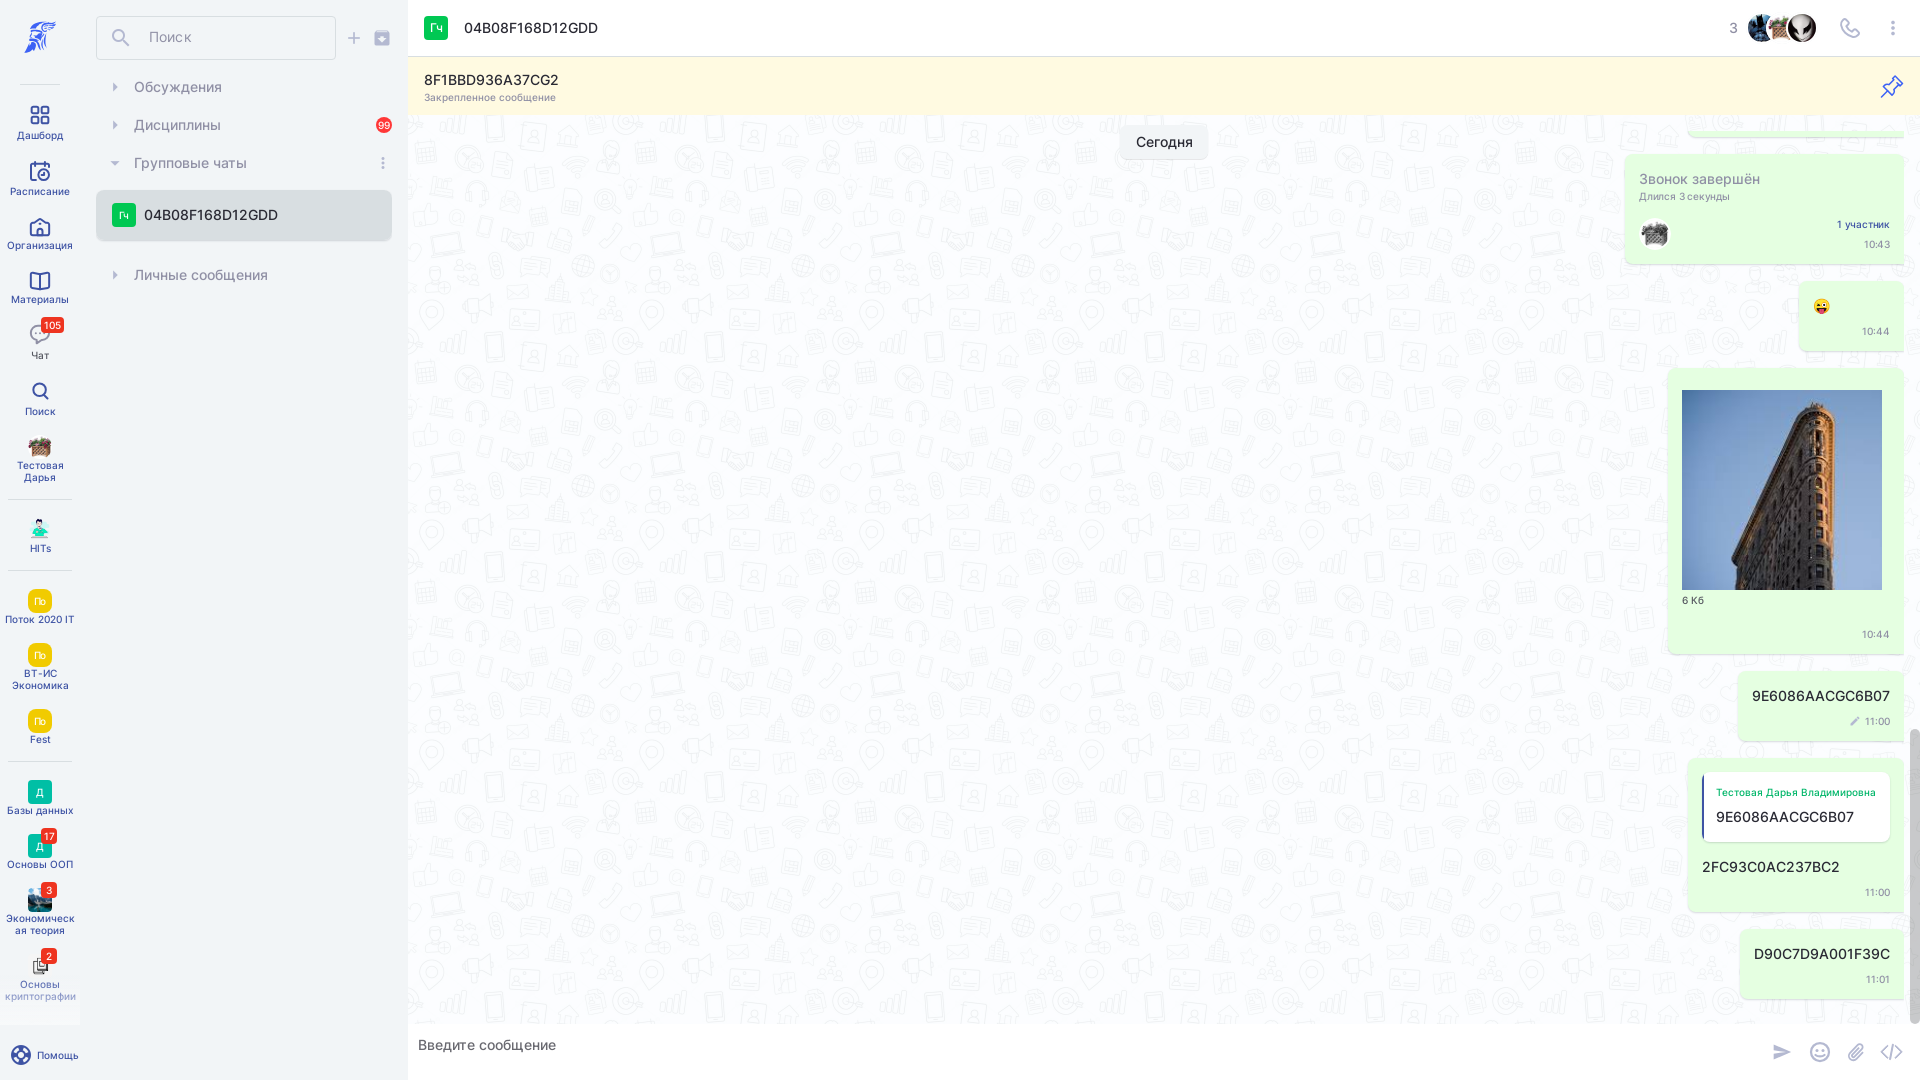 Дашборд
Расписание
Организация
Материалы
105
Чат
Поиск
Тестовая
Дарья
HITs
По
Поток 2020 IT
По
ВТ-ИС
Экономика
По
Fest
Д
Базы данных
17
Д
Основы ООП
3
Экономическ
ая теория
2
Основы
криптографии
Помощь
Поиск
Обсуждения
Дисциплины
99
Групповые чаты
Гч
04B08F168D12GDD
Личные сообщения
Гч
04B08F168D12GDD
3
8F1BBD936A37CG2
Закрепленное сообщение
Сегодня
Звонок завершён
Длился 3 секунды
1 участник
10:43
10:44
6 Кб
10:44
9E6086AACGC6B07
11:00
Тестовая Дарья Владимировна
9E6086AACGC6B07
2FC93C0AC237BC2
11:00
D90C7D9A001F39C
11:01
Введите сообщение